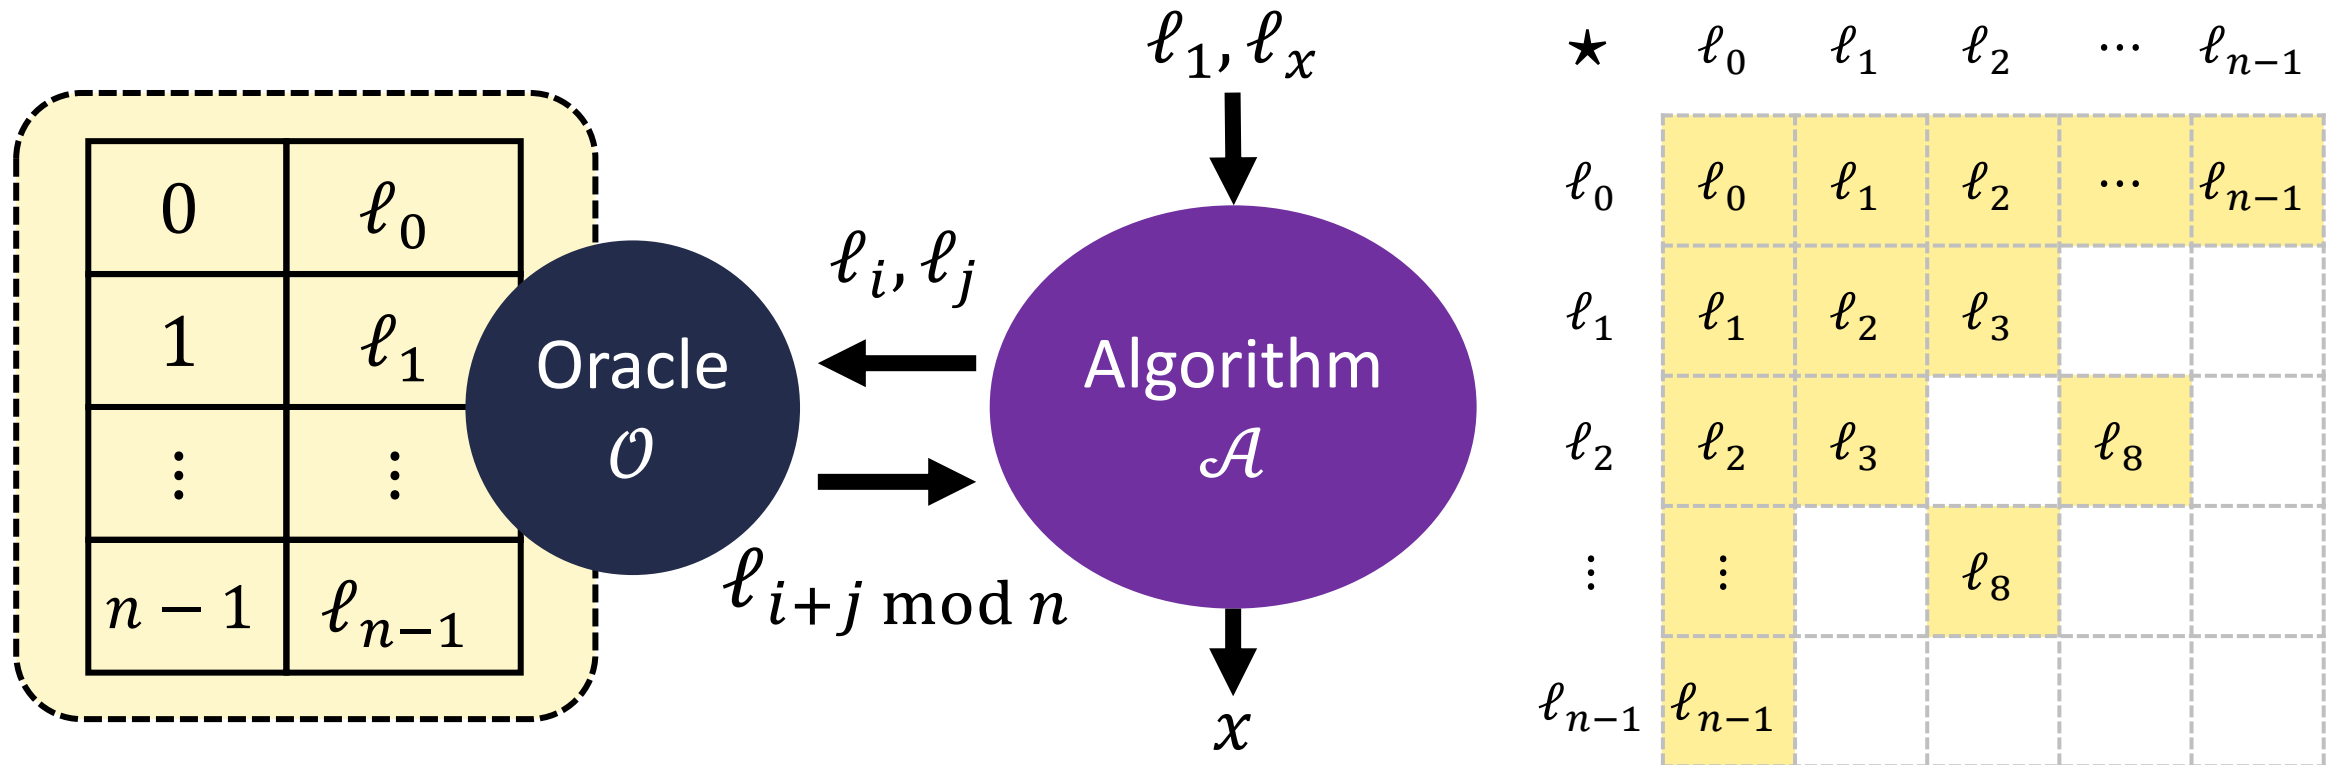 0 ℓ₀
1 ℓ₁
⋮ ⋮
n − 1 ℓₙ₋₁
Oracle
𝒪
ℓᵢ, ℓⱼ
ℓ_{i+j mod n}
ℓ₁, ℓₓ
Algorithm
𝒜
x
★ ℓ₀ ℓ₁ ℓ₂ ⋯ ℓₙ₋₁
ℓ₀ ℓ₀ ℓ₁ ℓ₂ ⋯ ℓₙ₋₁
ℓ₁ ℓ₁ ℓ₂ ℓ₃
ℓ₂ ℓ₂ ℓ₃ ℓ₈
⋮ ⋮ ℓ₈
ℓₙ₋₁ ℓₙ₋₁